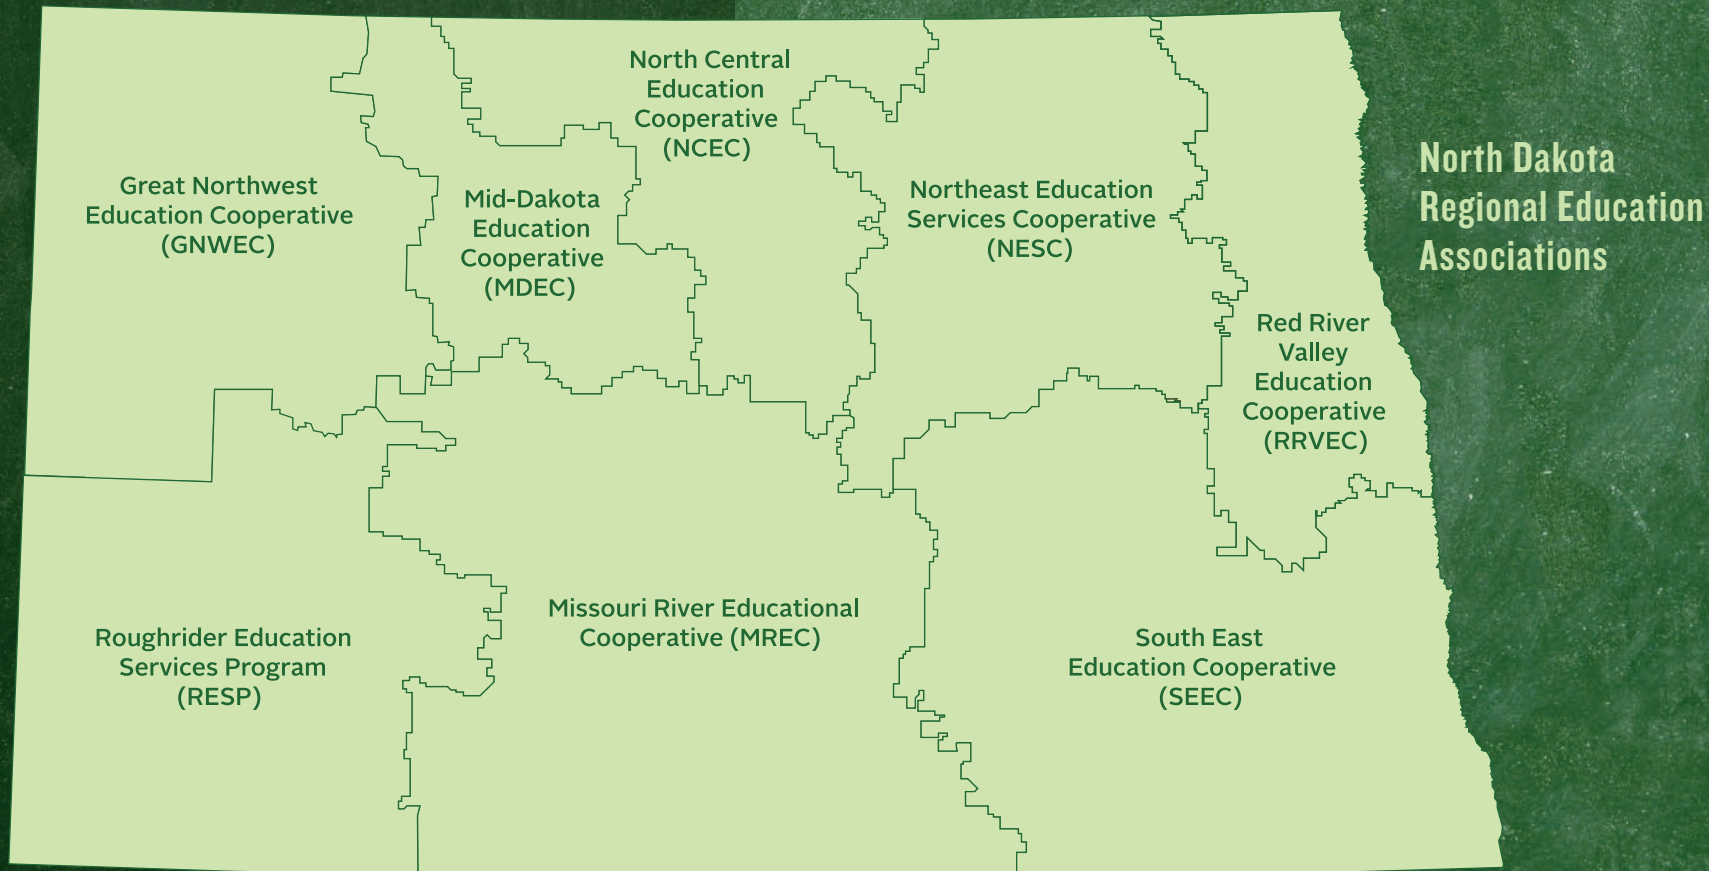 North Central
Education
Cooperative
(NCEC)
Great Northwest
Education Cooperative
(GNWEC)
Mid-Dakota
Education
Cooperative
(MDEC)
Northeast Education
Services Cooperative
(NESC)
North Dakota
Regional Education
Associations
Red River
Valley
Education
Cooperative
(RRVEC)
Roughrider Education
Services Program
(RESP)
Missouri River Educational
Cooperative (MREC)
South East
Education Cooperative
(SEEC)